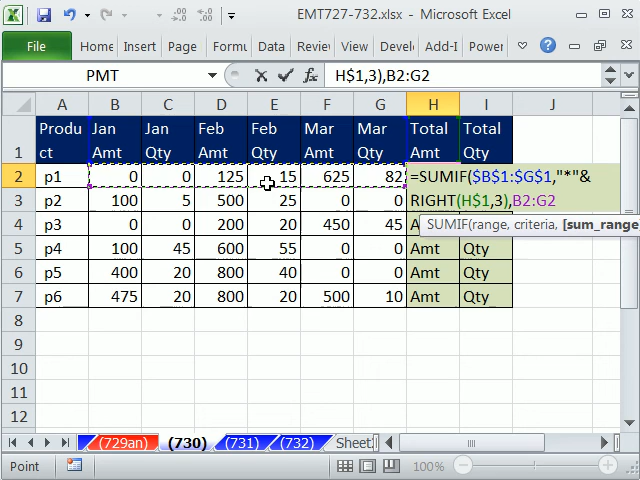 EMT727-732.xlsx - Microsoft Excel
File Home Insert Page Formu Data Reviev View Develo Add-I Power
PMT H$1,3),B2:G2
A B C D E F G H I J
1 Produ ct Jan Amt Jan Qty Feb Amt Feb Qty Mar Amt Mar Qty Total Amt Total Qty
2 p1 0 0 125 15 625 82 =SUMIF($B$1:$G$1,"*"&
3 p2 100 5 500 25 0 0 RIGHT(H$1,3),B2:G2
SUMIF(range, criteria, [sum_range
4 p3 0 0 200 20 450 45
5 p4 100 45 600 55 0 0 Amt Qty
6 p5 400 20 800 40 0 0 Amt Qty
7 p6 475 20 800 20 500 10 Amt Qty
8
9
10
11
12
(729an) (730) (731) (732) Sheet
Point 100%